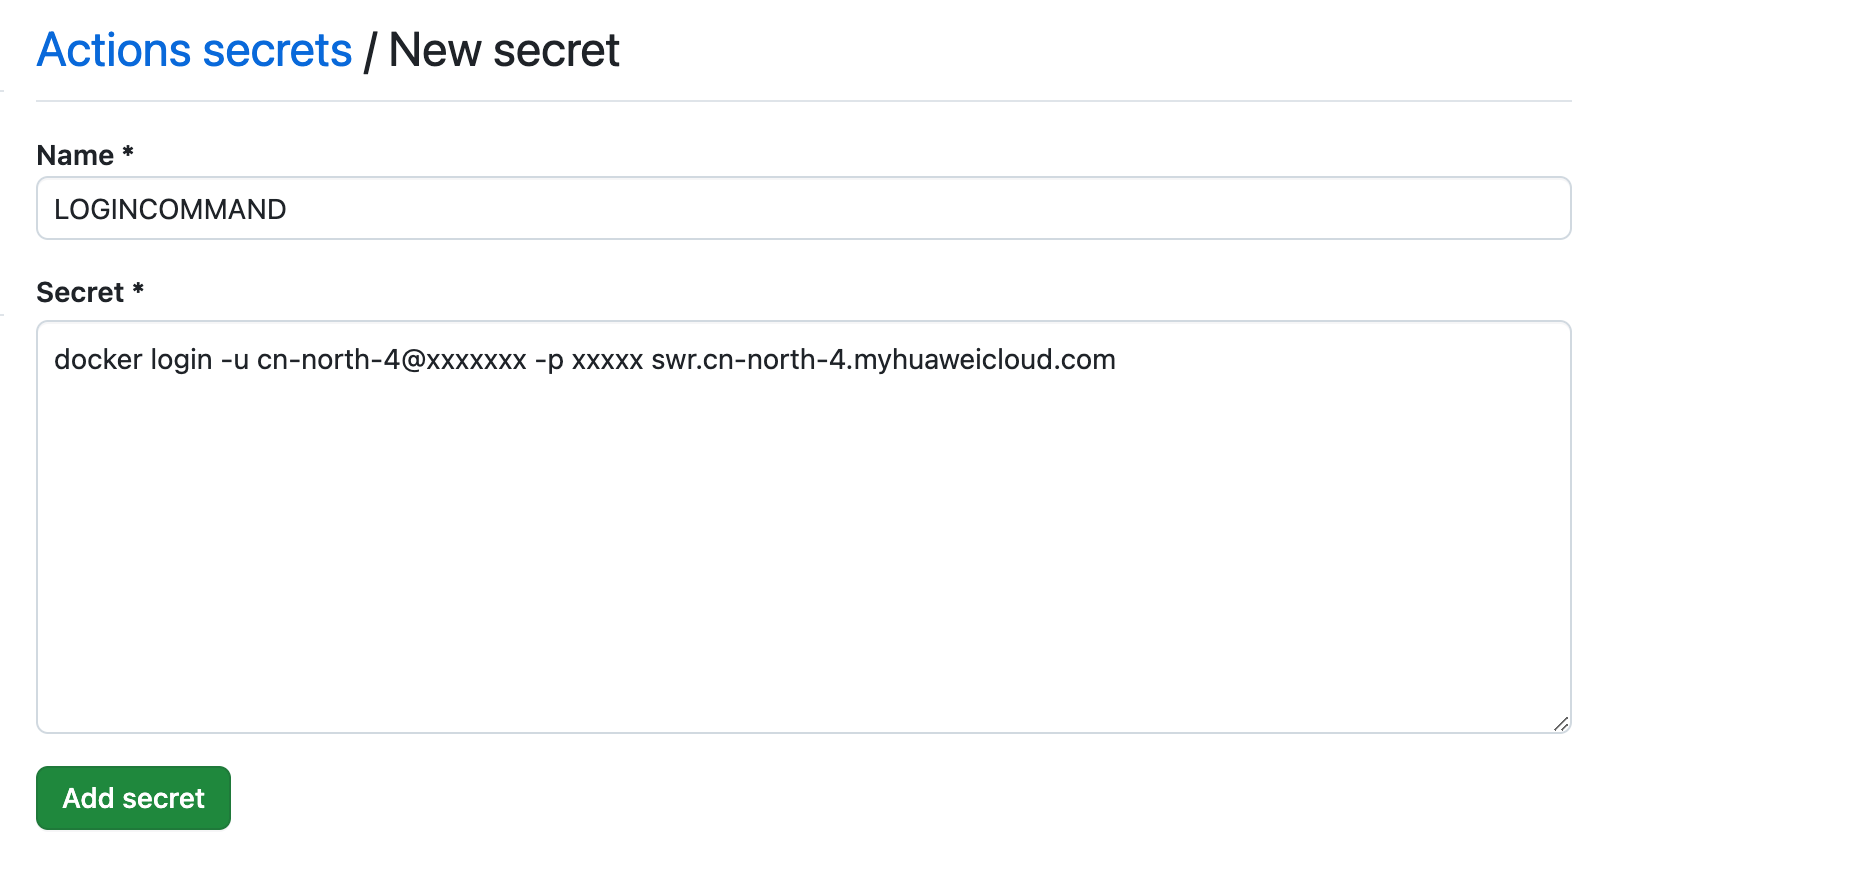 Actions secrets / New secret
Name *
LOGINCOMMAND
Secret *
docker login -u cn-north-4@xxxxxxx -p xxxxx swr.cn-north-4.myhuaweicloud.com
Add secret